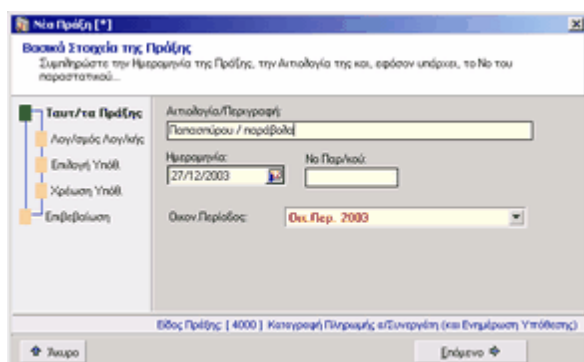 Νέα Πράξη [*]
Βασικά Στοιχεία της Πράξης
Συμπληρώστε την Ημερομηνία της Πράξης, την Αιτιολογία της και, εφόσον υπάρχει, το Νο του
παραστατικού...
Ταυτ/τα Πράξης
Λογ/σμός Λογ/κής
Επιλογή Υπόθ.
Χρέωση Υπόθ.
Επιβεβαίωση
Αιτιολογία/Περιγραφή:
Παπασπύρου / παράβολα
Ημερομηνία:
Νο Παρ/κού:
27/12/2003
Οικον.Περίοδος:
Οικ.Περ. 2003
Είδος Πράξης: [ 4000 ] Καταγραφή Πληρωμής α/Συνεργάτη (και Ενημέρωση Υπόθεσης)
Άκυρο
Επόμενο